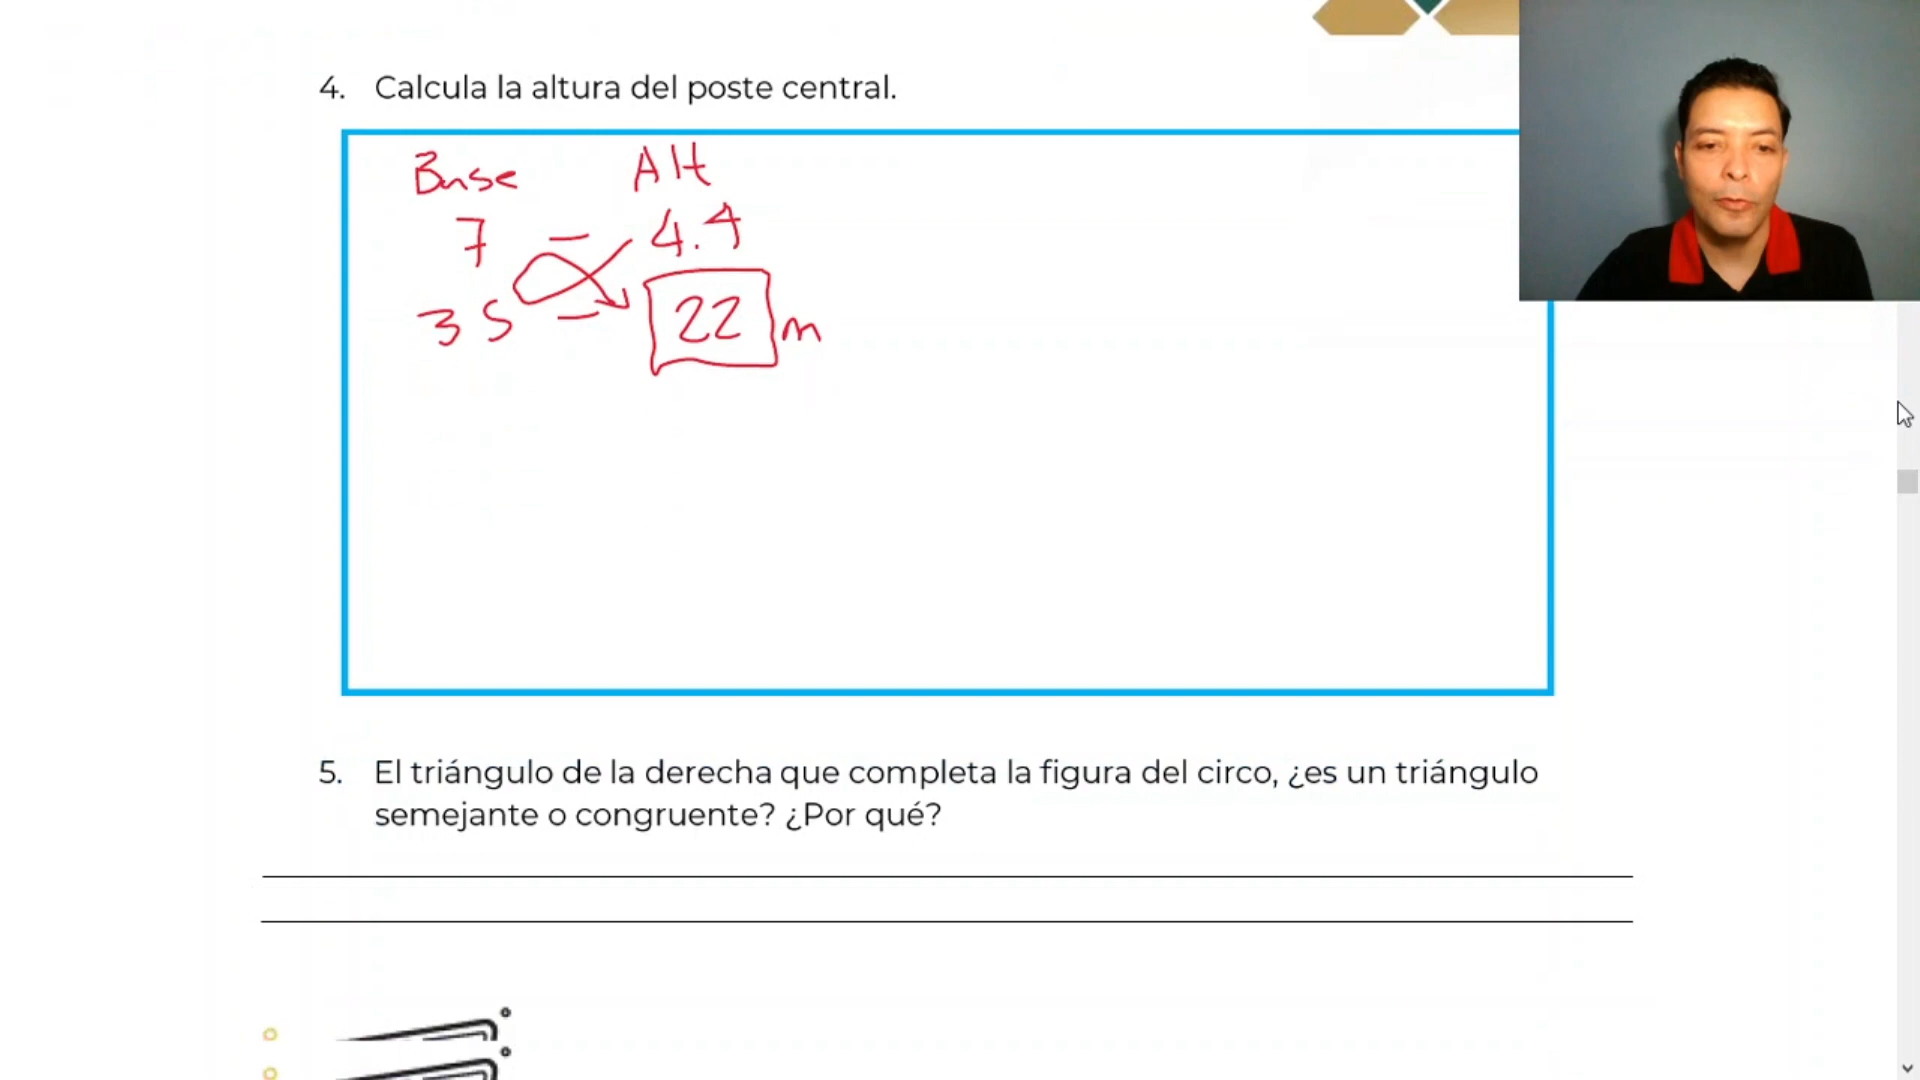 4. Calcula la altura del poste central.
Base Alt
7 - 4.4
35 - 22 m
5. El triángulo de la derecha que completa la figura del circo, ¿es un triángulo
semejante o congruente? ¿Por qué?